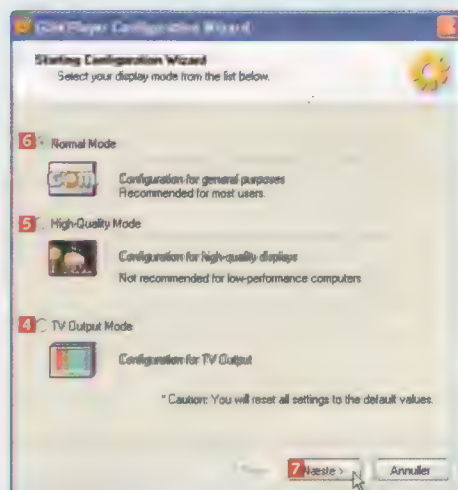 Player Configuration Wizard
Starting Configuration Wizard
Select your display mode from the list below.
6 Normal Mode
Configuration for general purposes
Recommended for most users.
5 High-Quality Mode
Configuration for high-quality displays
Not recommended for low-performance computers
4 TV Output Mode
Configuration for TV Output
* Caution: You will reset all settings to the default values.
7 Næste > Annuller